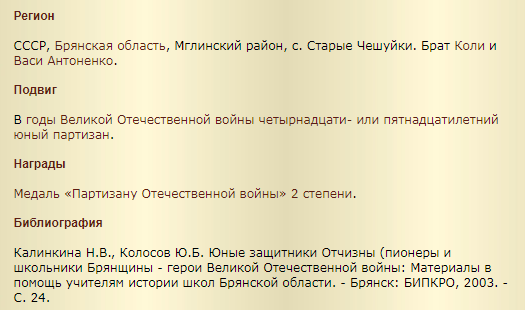 Регион
СССР, Брянская область, Мглинский район, с. Старые Чешуйки. Брат Коли и
Васи Антоненко.
Подвиг
В годы Великой Отечественной войны четырнадцати- или пятнадцатилетний
юный партизан.
Награды
Медаль «Партизану Отечественной войны» 2 степени.
Библиография
Калинкина Н.В., Колосов Ю.Б. Юные защитники Отчизны (пионеры и
школьники Брянщины - герои Великой Отечественной войны: Материалы в
помощь учителям истории школ Брянской области. - Брянск: БИПКРО, 2003. -
С. 24.